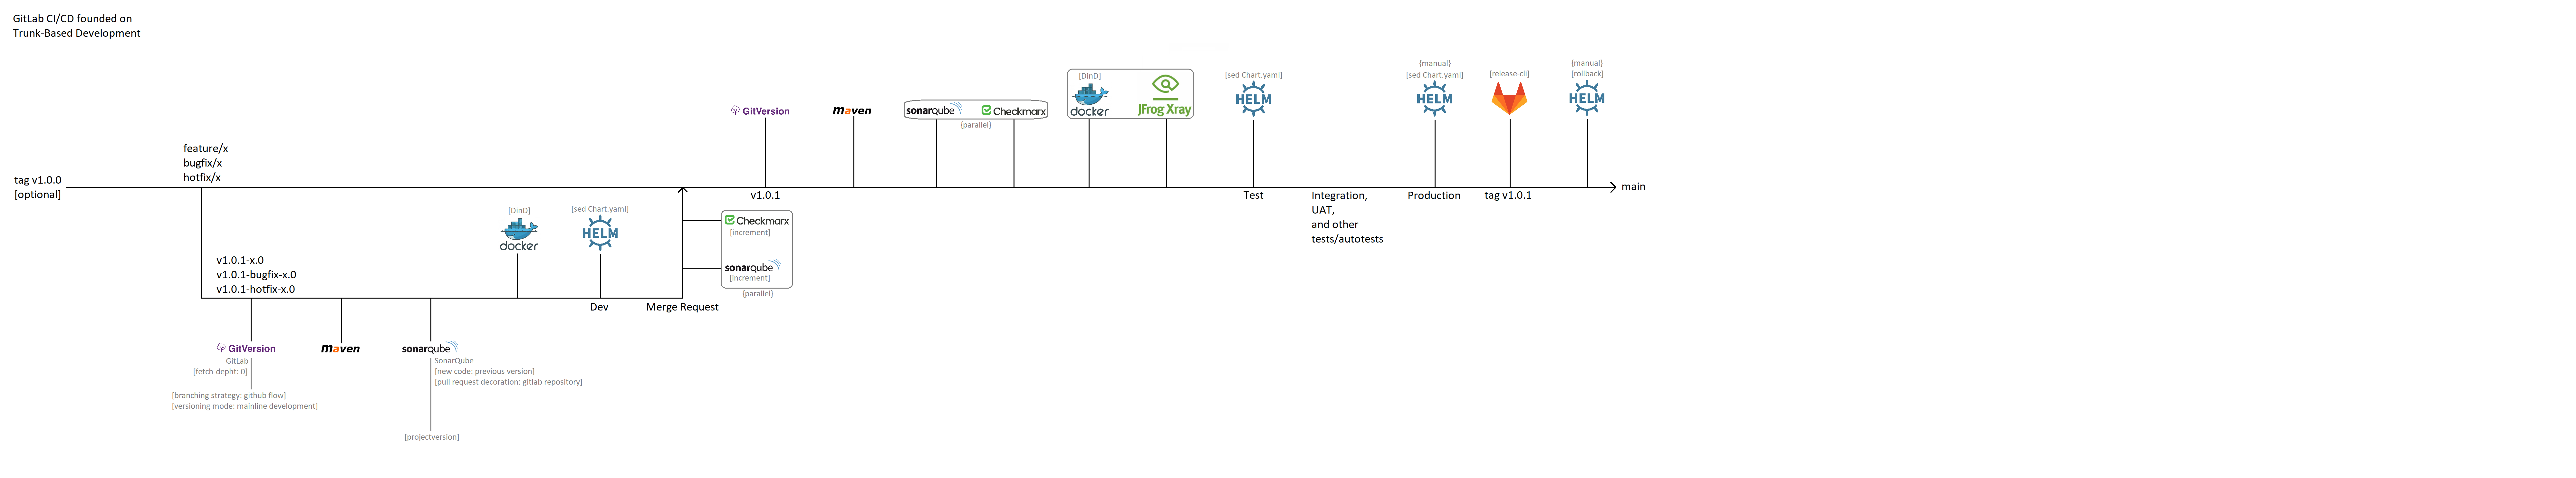 GitLab CI/CD founded on
Trunk-Based Development
{manual}
[sed Chart.yaml]
HELM
[release-cli]
{manual}
[rollback]
HELM
[DinD]
docker
JFrog Xray
[sed Chart.yaml]
HELM
GitVersion
maven
sonarqube
Checkmarx
{parallel}
feature/x
bugfix/x
hotfix/x
tag v1.0.0
[optional]
main
v1.0.1
Test
Integration,
UAT,
and other
tests/autotests
Production
tag v1.0.1
[DinD]
docker
[sed Chart.yaml]
HELM
Checkmarx
[increment]
sonarqube
[increment]
{parallel}
v1.0.1-x.0
v1.0.1-bugfix-x.0
v1.0.1-hotfix-x.0
Dev
Merge Request
GitVersion
GitLab
[fetch-depht: 0]
[branching strategy: github flow]
[versioning mode: mainline development]
maven
sonarqube
SonarQube
[new code: previous version]
[pull request decoration: gitlab repository]
[projectversion]